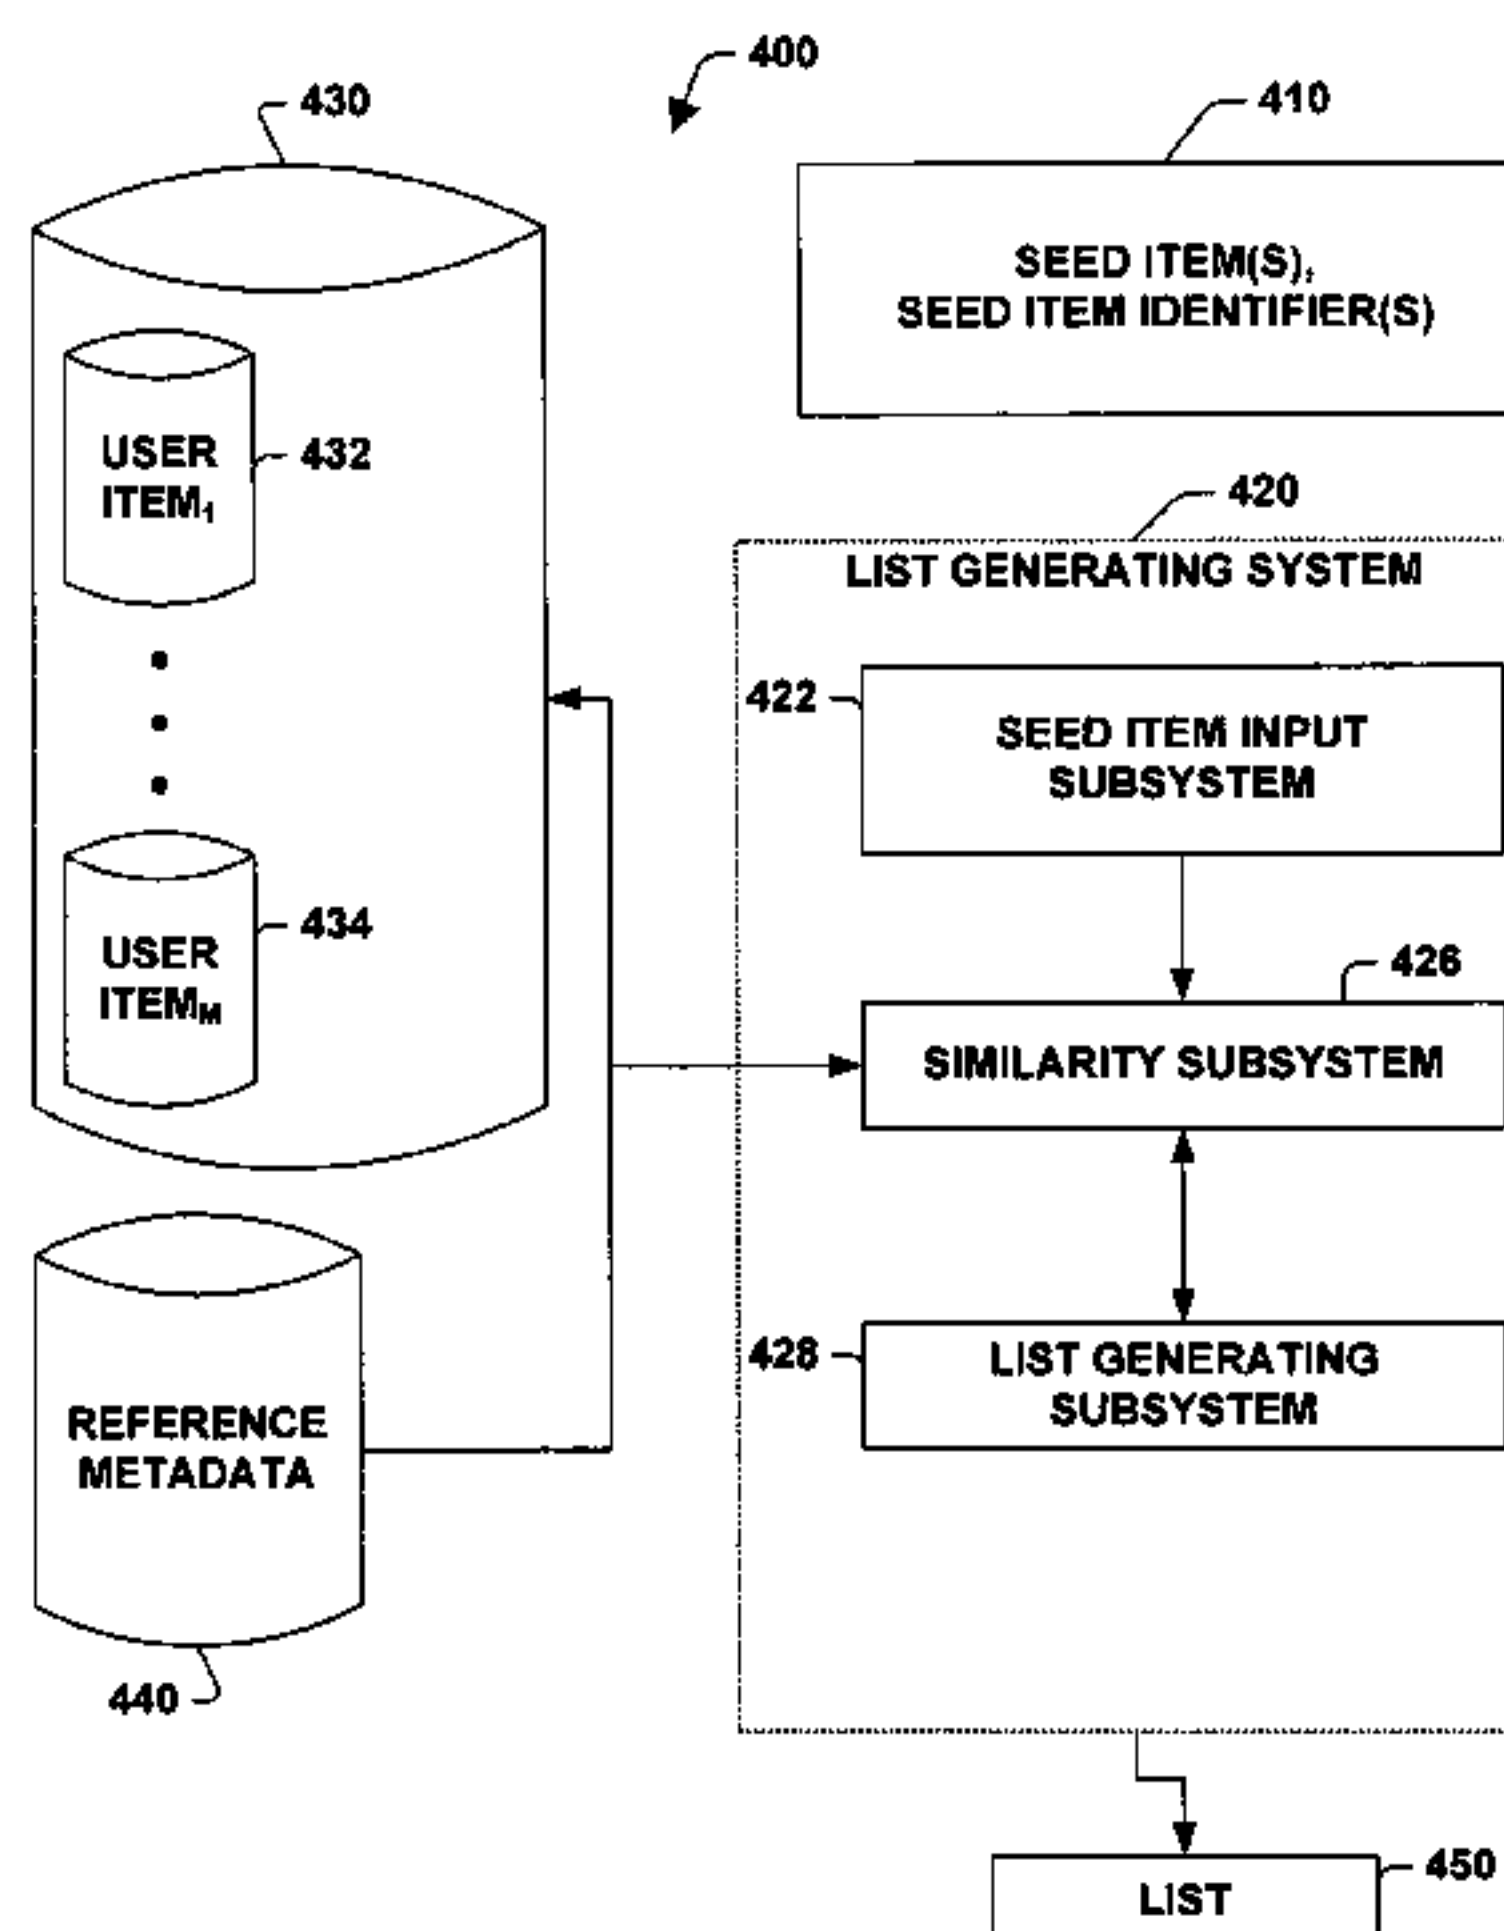 400
430
410
SEED ITEM(S),
SEED ITEM IDENTIFIER(S)
USER
ITEM₁
432
420
LIST GENERATING SYSTEM
422
SEED ITEM INPUT
SUBSYSTEM
USER
ITEMM
434
426
SIMILARITY SUBSYSTEM
428
LIST GENERATING
SUBSYSTEM
REFERENCE
METADATA
440
450
LIST